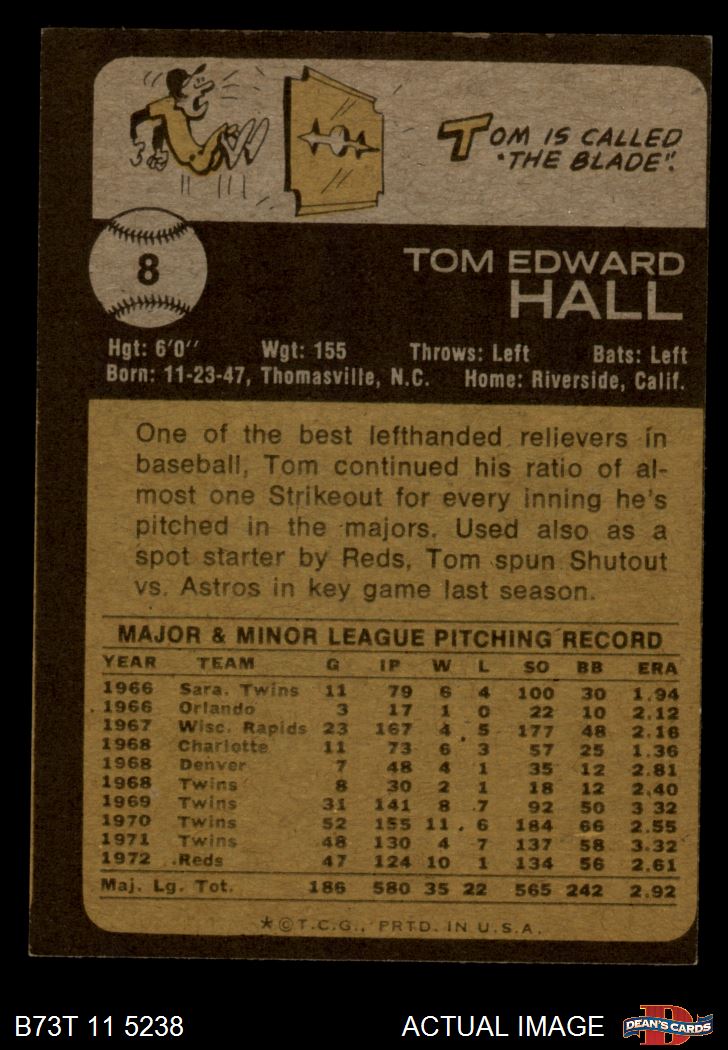 TOM IS CALLED
"THE BLADE".
8
TOM EDWARD
HALL
Hgt: 6'0" Wgt: 155 Throws: Left Bats: Left
Born: 11-23-47, Thomasville, N.C. Home: Riverside, Calif.
One of the best lefthanded relievers in
baseball, Tom continued his ratio of al-
most one Strikeout for every inning he's
pitched in the majors. Used also as a
spot starter by Reds, Tom spun Shutout
vs. Astros in key game last season.
MAJOR & MINOR LEAGUE PITCHING RECORD
YEAR TEAM G IP W L SO BB ERA
1966 Sara. Twins 11 79 6 4 100 30 1.94
1966 Orlando 3 17 1 0 22 10 2.12
1967 Wisc. Rapids 23 167 4 5 177 48 2.16
1968 Charlotte 11 73 6 3 57 25 1.36
1968 Denver 7 48 4 1 35 12 2.81
1968 Twins 8 30 2 1 18 12 2.40
1969 Twins 31 141 8 7 92 50 3.32
1970 Twins 52 155 11 6 184 66 2.55
1971 Twins 48 130 4 7 137 58 3.32
1972 Reds 47 124 10 1 134 56 2.61
Maj. Lg. Tot. 186 580 35 22 565 242 2.92
*©T.C.G., PRTD. IN U.S.A.
B73T 11 5238 ACTUAL IMAGE
D
DEAN'S CARDS